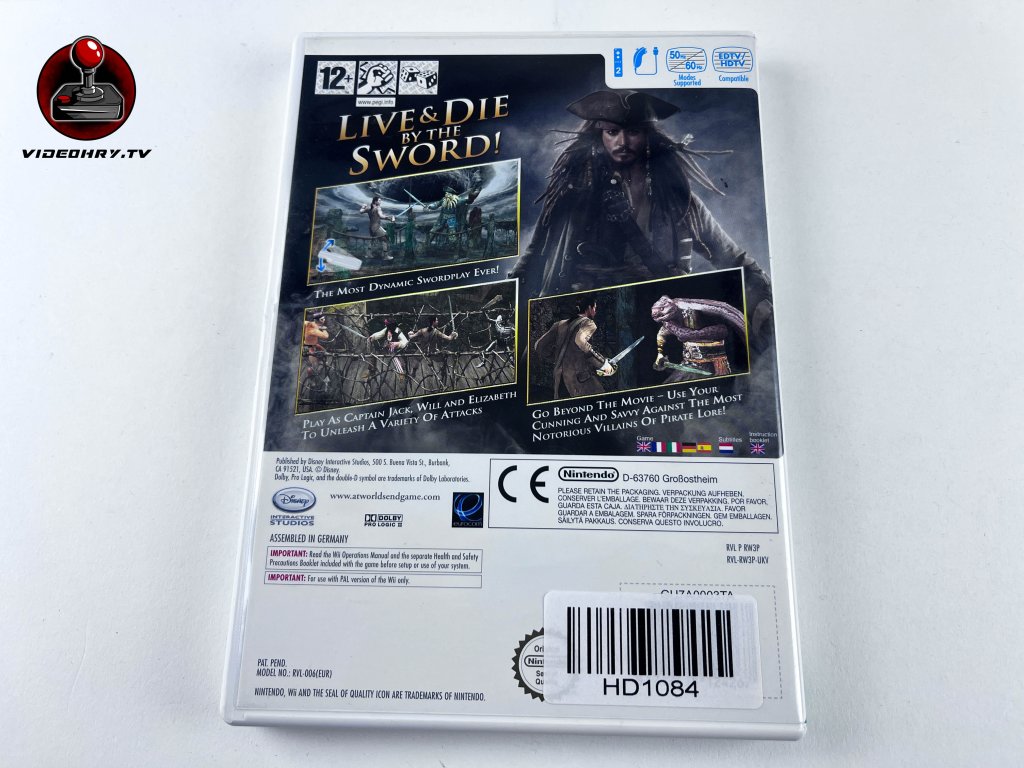 VIDEOHRY.TV
12+
www.pegi.info
2
50Hz
60Hz
Modes
Supported
EDTV/
HDTV
Compatible
LIVE & DIE
BY THE
SWORD!
THE MOST DYNAMIC SWORDPLAY EVER!
PLAY AS CAPTAIN JACK, WILL AND ELIZABETH
TO UNLEASH A VARIETY OF ATTACKS
GO BEYOND THE MOVIE – USE YOUR
CUNNING AND SAVVY AGAINST THE MOST
NOTORIOUS VILLAINS OF PIRATE LORE!
Game
Subtitles
Instruction
booklet
Published by Disney Interactive Studios, 500 S. Buena Vista St., Burbank,
CA 91521, USA. © Disney.
Dolby, Pro Logic, and the double-D symbol are trademarks of Dolby Laboratories.
Disney
INTERACTIVE
STUDIOS
www.atworldsendgame.com
DOLBY
PRO LOGIC II
eurocom
CE
Nintendo
D-63760 Großostheim
PLEASE RETAIN THE PACKAGING. VERPACKUNG AUFHEBEN.
CONSERVER L'EMBALLAGE. BEWAAR DEZE VERPAKKING. POR FAVOR,
GUARDA ESTA CAJA. ΔΙΑΤΗΡΗΣΤΕ ΤΗΝ ΣΥΣΚΕΥΑΣΙΑ. FAVOR
GUARDAR A EMBALAGEM. SPARA FÖRPACKNINGEN. GEM EMBALLAGEN.
SÄILYTÄ PAKKAUS. CONSERVA QUESTO INVOLUCRO.
ASSEMBLED IN GERMANY
IMPORTANT: Read the Wii Operations Manual and the separate Health and Safety
Precautions Booklet included with the game before setup or use of your system.
IMPORTANT: For use with PAL version of the Wii only.
RVL P RW3P
RVL-RW3P-UKV
Nin
HD1084
PAT. PEND.
MODEL NO.: RVL-006(EUR)
NINTENDO, Wii AND THE SEAL OF QUALITY ICON ARE TRADEMARKS OF NINTENDO.